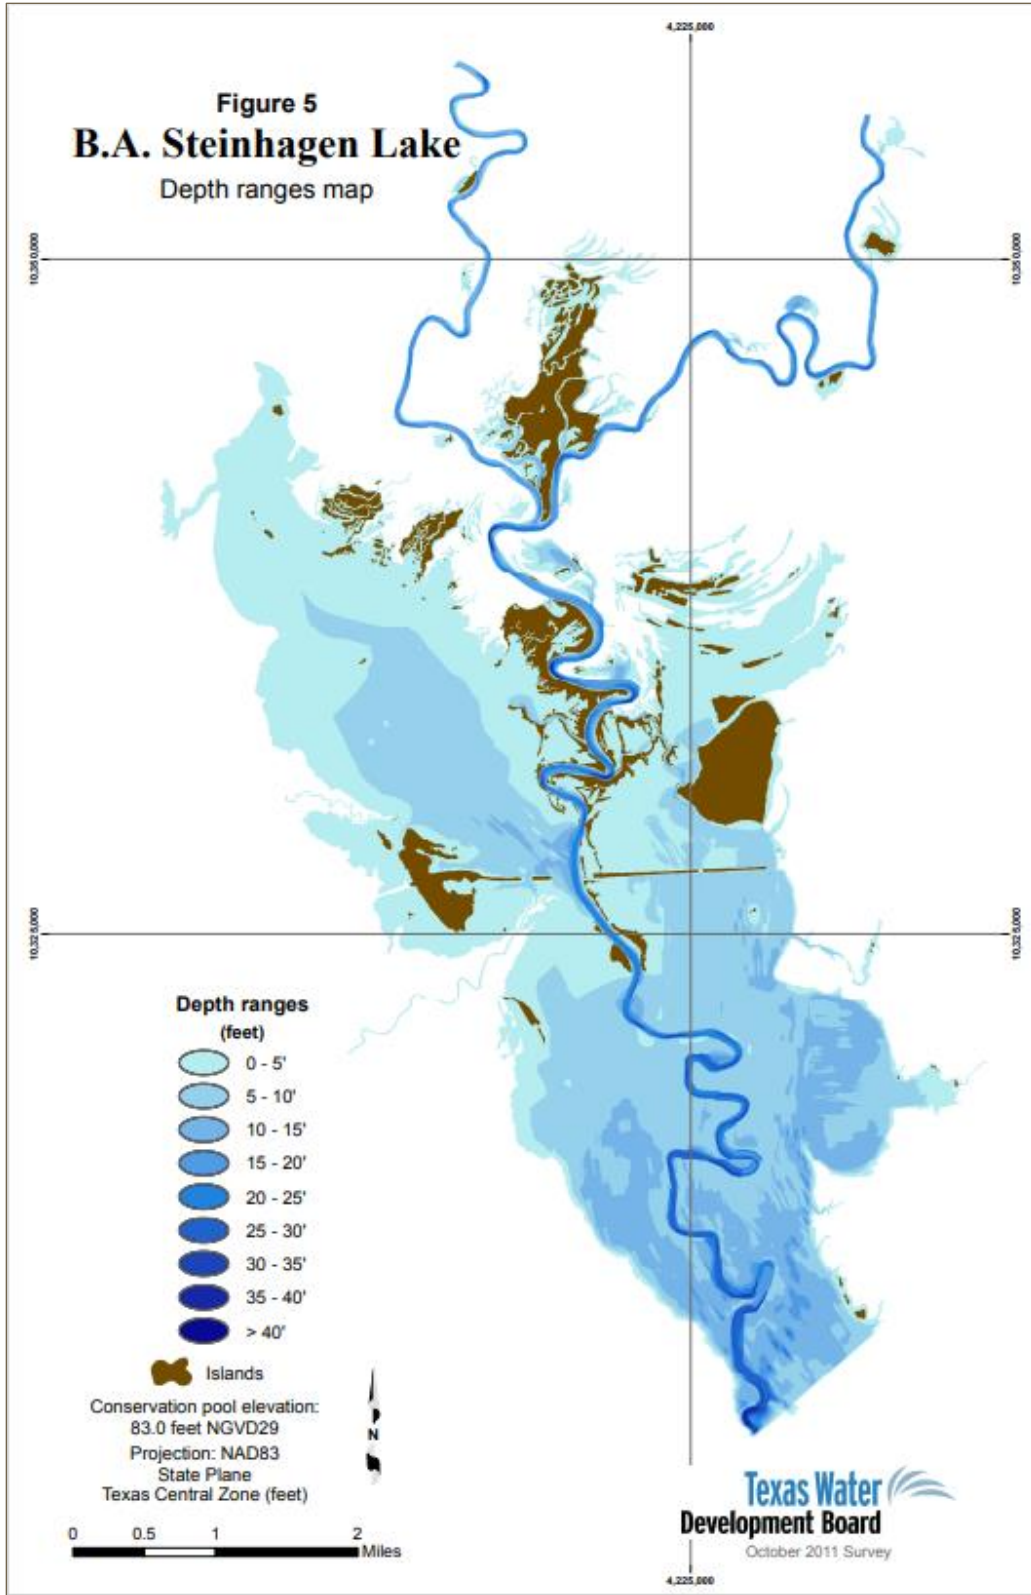 4,225,000
Figure 5
B.A. Steinhagen Lake
Depth ranges map
10,350,000
10,350,000
10,325,000
10,325,000
Depth ranges
(feet)
0 - 5'
5 - 10'
10 - 15'
15 - 20'
20 - 25'
25 - 30'
30 - 35'
35 - 40'
> 40'
Islands
Conservation pool elevation:
83.0 feet NGVD29
Projection: NAD83
State Plane
Texas Central Zone (feet)
N
0 0.5 1 2
Miles
Texas Water
Development Board
October 2011 Survey
4,225,000